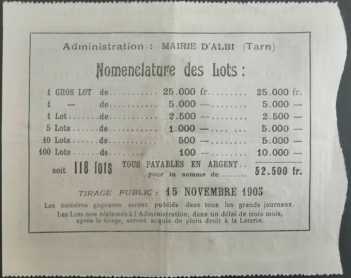 Administration : MAIRIE D'ALBI (Tarn)
Nomenclature des Lots :
1 GROS LOT de.......... 25.000 fr. ........ 25.000 fr.
1 — de.......... 5.000 — ........ 5.000 —
1 Lot..... de.......... 2.500 — ........ 2.500 —
5 Lots..... de.......... 1.000 — ........ 5.000 —
10 Lots..... de.......... 500 — ........ 5.000 —
100 Lots..... de.......... 100 — ........ 10.000 —
soit 118 lots TOUS PAYABLES EN ARGENT.. pour la somme de........ 52.500 fr.
TIRAGE PUBLIC : 15 NOVEMBRE 1905
Les numéros gagnants seront publiés dans tous les grands journaux.
Les Lots non réclamés à l'Administration, dans un délai de trois mois,
après le tirage, seront acquis de plein droit à la Loterie.